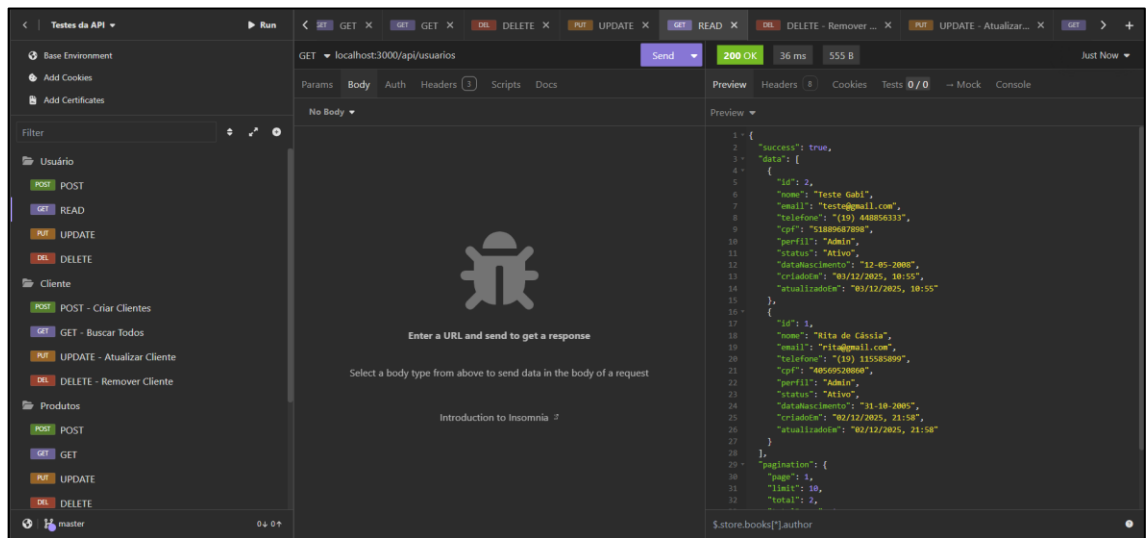 Testes da API
Run
GET GET DEL DELETE PUT UPDATE GET READ DEL DELETE - Remover ... PUT UPDATE - Atualizar... GET
Base Environment
Add Cookies
Add Certificates
Filter
Usuário
POST POST
GET READ
PUT UPDATE
DEL DELETE
Cliente
POST POST - Criar Clientes
GET GET - Buscar Todos
PUT UPDATE - Atualizar Cliente
DEL DELETE - Remover Cliente
Produtos
POST POST
GET GET
PUT UPDATE
DEL DELETE
master
0↓ 0↑
GET localhost:3000/api/usuarios Send
Params Body Auth Headers 3 Scripts Docs
No Body
Enter a URL and send to get a response
Select a body type from above to send data in the body of a request
Introduction to Insomnia
200 OK 36 ms 555 B Just Now
Preview Headers 8 Cookies Tests 0 / 0 → Mock Console
Preview
1 {
2 "success": true,
3 "data": [
4 {
5 "id": 2,
6 "nome": "Teste Gabi",
7 "email": "teste@gmail.com",
8 "telefone": "(19) 448856333",
9 "cpf": "51889687898",
10 "perfil": "Admin",
11 "status": "Ativo",
12 "dataNascimento": "12-05-2008",
13 "criadoEm": "03/12/2025, 10:55",
14 "atualizadoEm": "03/12/2025, 10:55"
15 },
16 {
17 "id": 1,
18 "nome": "Rita de Cássia",
19 "email": "rita@gmail.com",
20 "telefone": "(19) 115585899",
21 "cpf": "40569520860",
22 "perfil": "Admin",
23 "status": "Ativo",
24 "dataNascimento": "31-10-2005",
25 "criadoEm": "02/12/2025, 21:58",
26 "atualizadoEm": "02/12/2025, 21:58"
27 }
28 ],
29 "pagination": {
30 "page": 1,
31 "limit": 10,
32 "total": 2,
$.store.books[*].author